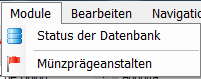 Module Bearbeiten Navigatio
Status der Datenbank
Münzprägeanstalten